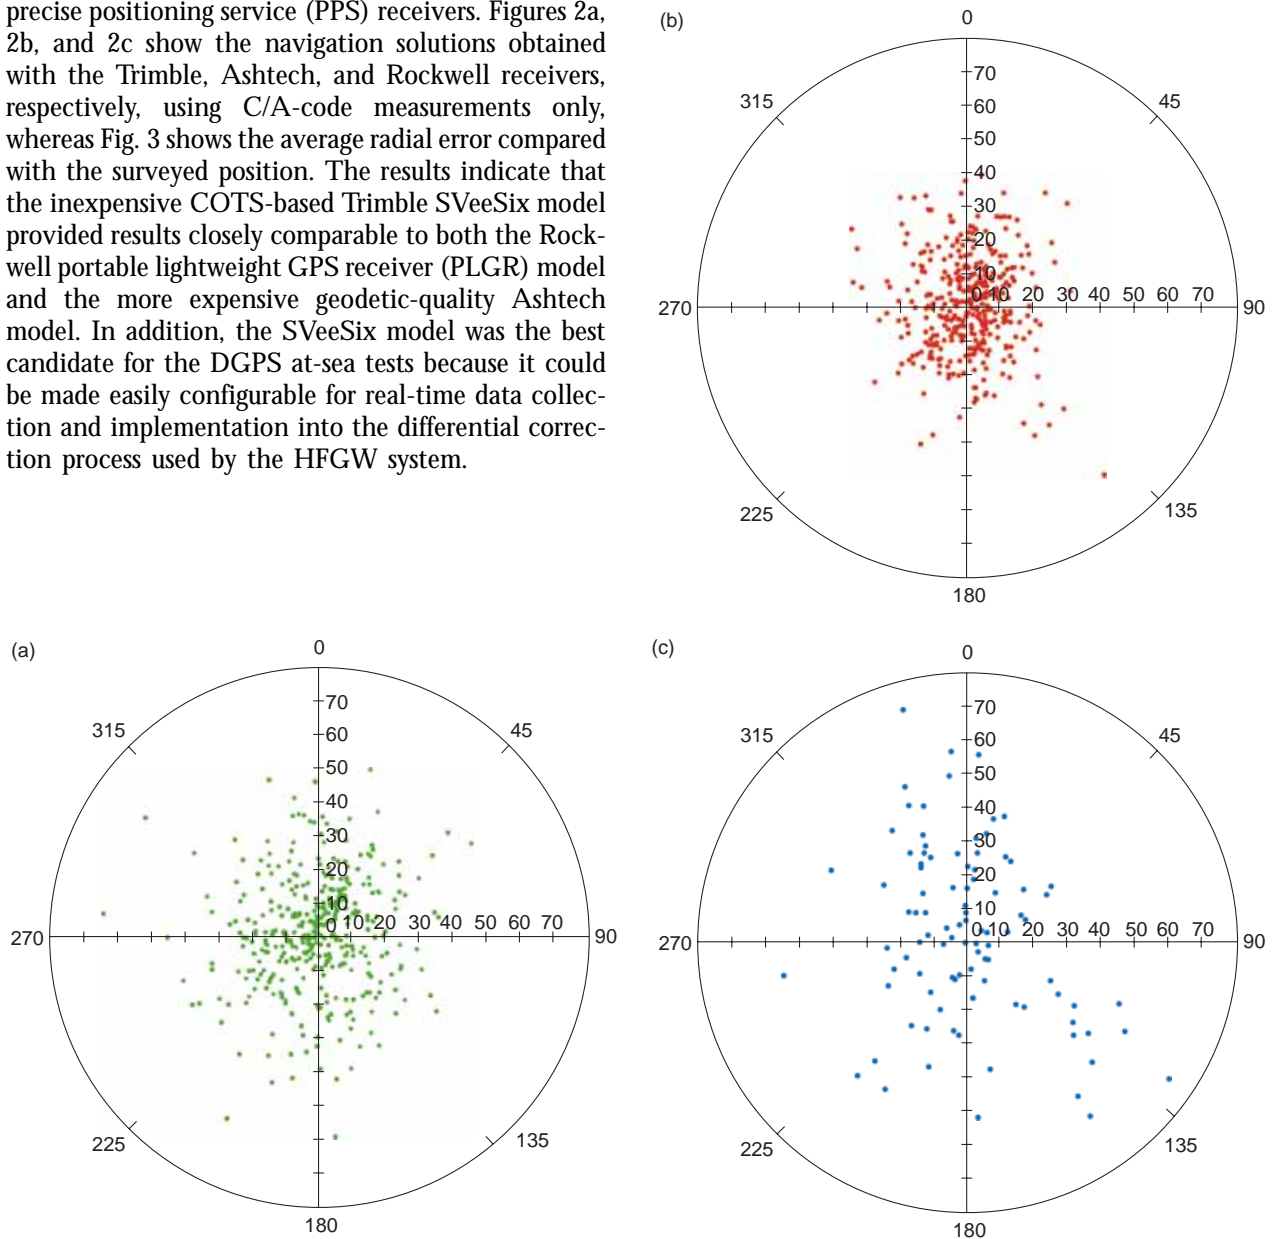 precise positioning service (PPS) receivers. Figures 2a,
2b, and 2c show the navigation solutions obtained
with the Trimble, Ashtech, and Rockwell receivers,
respectively, using C/A-code measurements only,
whereas Fig. 3 shows the average radial error compared
with the surveyed position. The results indicate that
the inexpensive COTS-based Trimble SVeeSix model
provided results closely comparable to both the Rock-
well portable lightweight GPS receiver (PLGR) model
and the more expensive geodetic-quality Ashtech
model. In addition, the SVeeSix model was the best
candidate for the DGPS at-sea tests because it could
be made easily configurable for real-time data collec-
tion and implementation into the differential correc-
tion process used by the HFGW system.
(b)
0
70
315
45
60
50
40
30
20
10
0 10 20 30 40 50 60 70
270
90
225
135
180
(a)
0
70
315
45
60
50
40
30
20
10
0 10 20 30 40 50 60 70
270
90
225
135
180
(c)
0
70
315
45
60
50
40
30
20
10
0 10 20 30 40 50 60 70
270
90
225
135
180